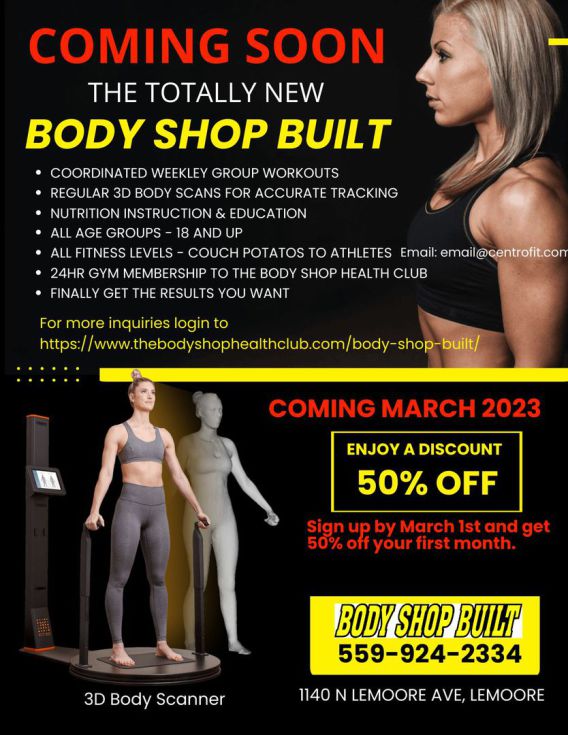 COMING SOON
THE TOTALLY NEW
BODY SHOP BUILT
• COORDINATED WEEKLEY GROUP WORKOUTS
• REGULAR 3D BODY SCANS FOR ACCURATE TRACKING
• NUTRITION INSTRUCTION & EDUCATION
• ALL AGE GROUPS - 18 AND UP
• ALL FITNESS LEVELS - COUCH POTATOS TO ATHLETES
Email: email@centrofit.com
• 24HR GYM MEMBERSHIP TO THE BODY SHOP HEALTH CLUB
• FINALLY GET THE RESULTS YOU WANT
For more inquiries login to
https://www.thebodyshophealthclub.com/body-shop-built/
COMING MARCH 2023
ENJOY A DISCOUNT
50% OFF
Sign up by March 1st and get
50% off your first month.
BODY SHOP BUILT
559-924-2334
3D Body Scanner
1140 N LEMOORE AVE, LEMOORE